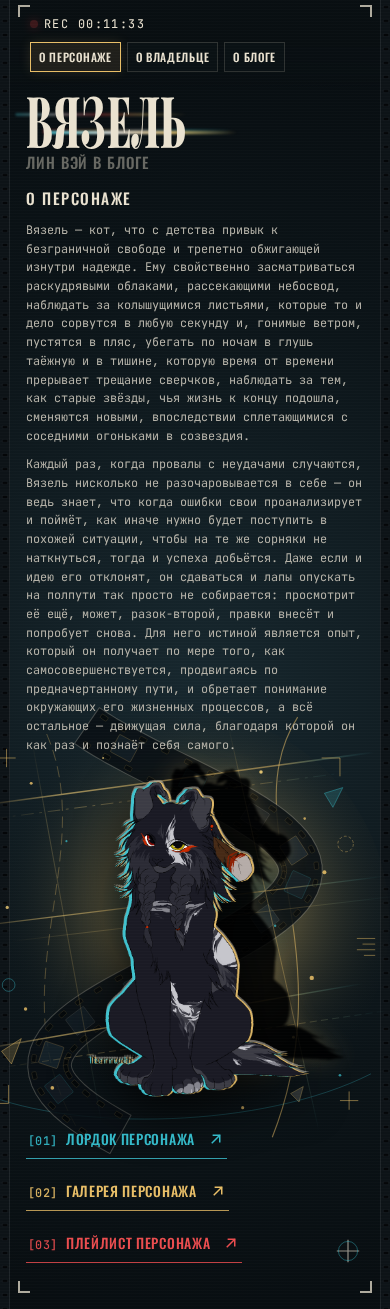 REC 00:11:33
О ПЕРСОНАЖЕ
О ВЛАДЕЛЬЦЕ
О БЛОГЕ
ВЯЗЕЛЬ
ЛИН ВЭЙ В БЛОГЕ
О ПЕРСОНАЖЕ
Вязель — кот, что с детства привык к
безграничной свободе и трепетно обжигающей
изнутри надежде. Ему свойственно засматриваться
раскудрявыми облаками, рассекающими небосвод,
наблюдать за колышущимися листьями, которые то и
дело сорвутся в любую секунду и, гонимые ветром,
пустятся в пляс, убегать по ночам в глушь
таёжную и в тишине, которую время от времени
прерывает трещание сверчков, наблюдать за тем,
как старые звёзды, чья жизнь к концу подошла,
сменяются новыми, впоследствии сплетающимися с
соседними огоньками в созвездия.
Каждый раз, когда провалы с неудачами случаются,
Вязель нисколько не разочаровывается в себе — он
ведь знает, что когда ошибки свои проанализирует
и поймёт, как иначе нужно будет поступить в
похожей ситуации, чтобы на те же сорняки не
наткнуться, тогда и успеха добьётся. Даже если и
идею его отклонят, он сдаваться и лапы опускать
на полпути так просто не собирается: просмотрит
её ещё, может, разок-второй, правки внесёт и
попробует снова. Для него истиной является опыт,
который он получает по мере того, как
самосовершенствуется, продвигаясь по
предначертанному пути, и обретает понимание
окружающих его жизненных процессов, а всё
остальное — движущая сила, благодаря которой он
как раз и познаёт себя самого.
[01] ЛОРДОК ПЕРСОНАЖА
[02] ГАЛЕРЕЯ ПЕРСОНАЖА
[03] ПЛЕЙЛИСТ ПЕРСОНАЖА